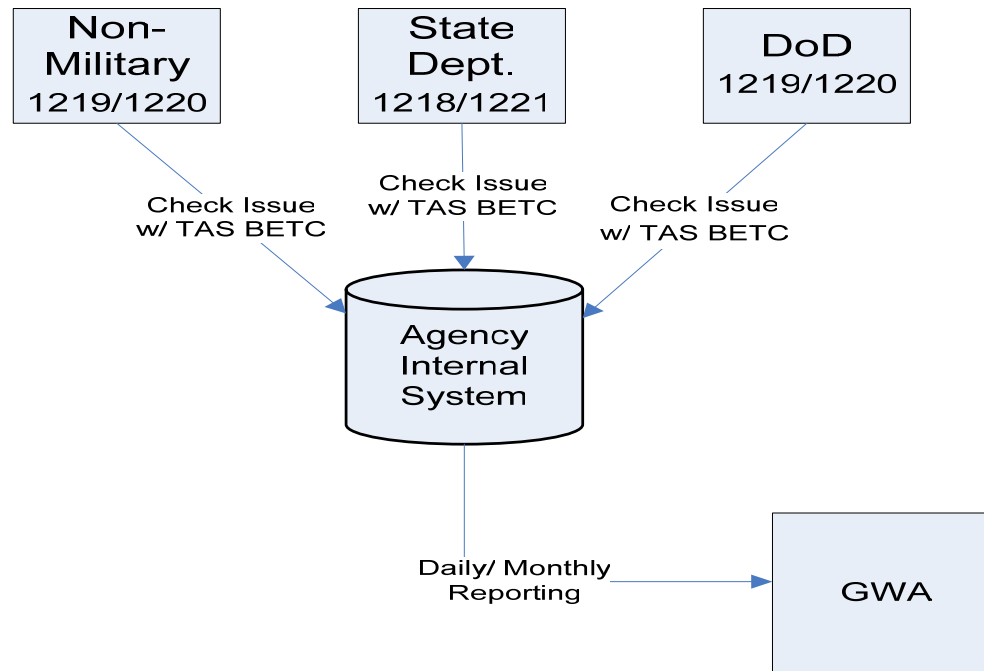 Non-
Military
1219/1220
State
Dept.
1218/1221
DoD
1219/1220
Check Issue
w/ TAS BETC
Check Issue
w/ TAS BETC
Check Issue
w/ TAS BETC
Agency
Internal
System
Daily/ Monthly
Reporting
GWA